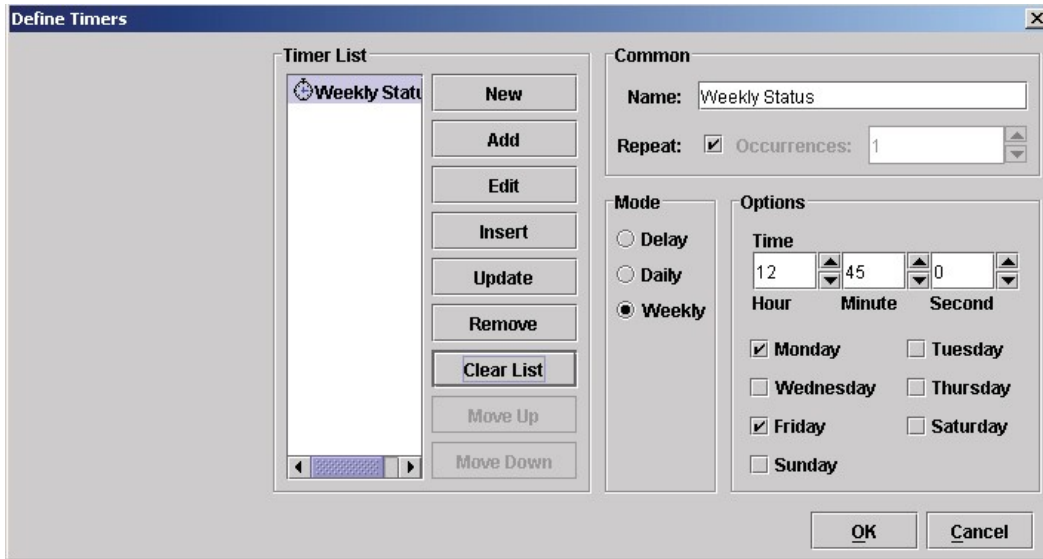 Define Timers
Timer List
Weekly Statu
New
Add
Edit
Insert
Update
Remove
Clear List
Move Up
Move Down
Common
Name: Weekly Status
Repeat: Occurrences: 1
Mode
Delay
Daily
Weekly
Options
Time
12 45 0
Hour Minute Second
Monday Tuesday
Wednesday Thursday
Friday Saturday
Sunday
OK Cancel